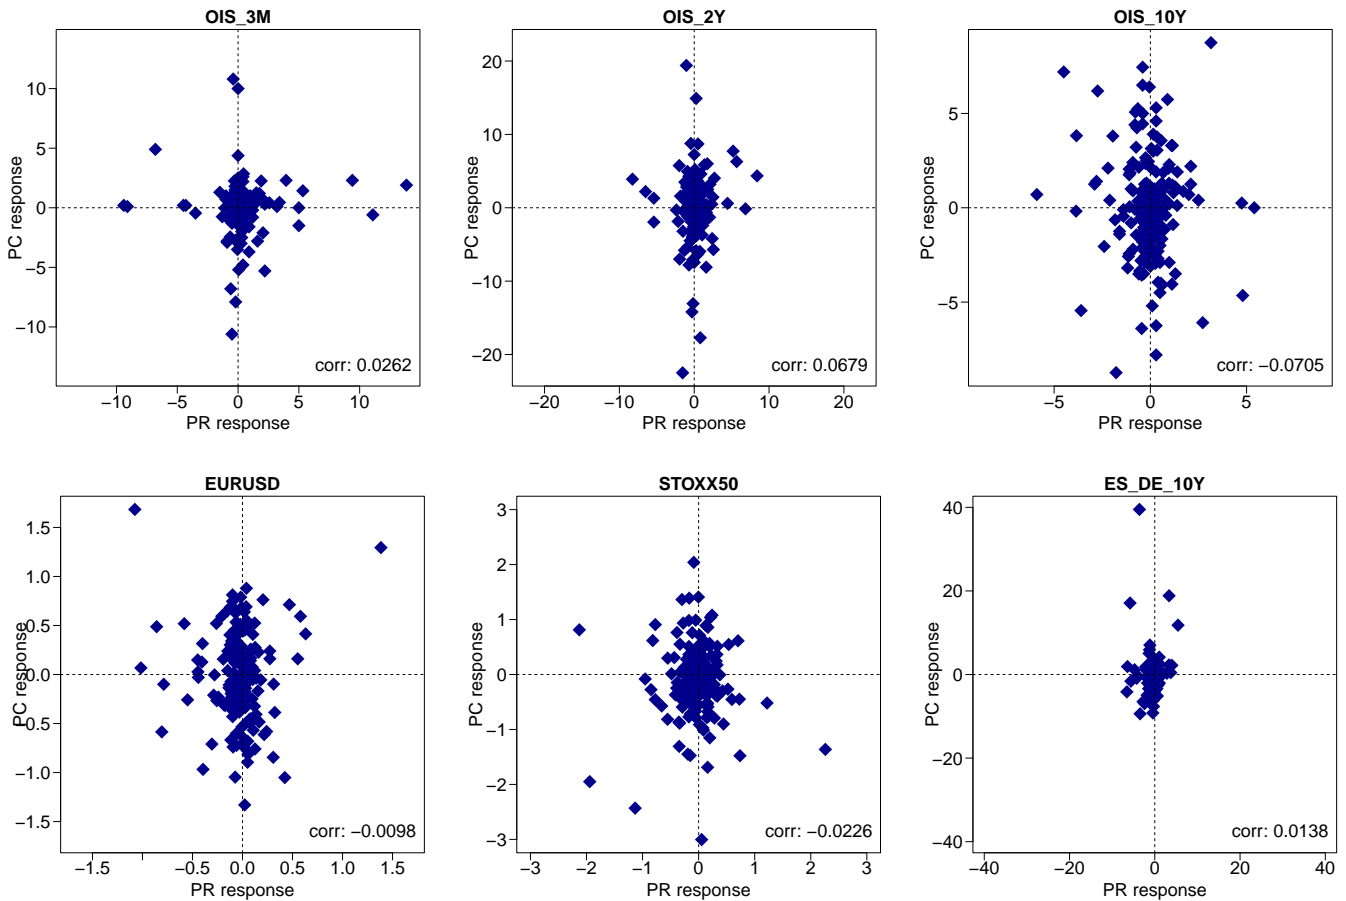 OIS_3M
PC response
10
5
0
−5
−10
corr: 0.0262
−10 −5 0 5 10
PR response
OIS_2Y
PC response
20
10
0
−10
−20
corr: 0.0679
−20 −10 0 10 20
PR response
OIS_10Y
PC response
5
0
−5
corr: −0.0705
−5 0 5
PR response
EURUSD
PC response
1.5
1.0
0.5
0.0
−0.5
−1.0
−1.5
corr: −0.0098
−1.5 −0.5 0.0 0.5 1.0 1.5
PR response
STOXX50
PC response
3
2
1
0
−1
−2
−3
corr: −0.0226
−3 −2 −1 0 1 2 3
PR response
ES_DE_10Y
PC response
40
20
0
−20
−40
corr: 0.0138
−40 −20 0 20 40
PR response